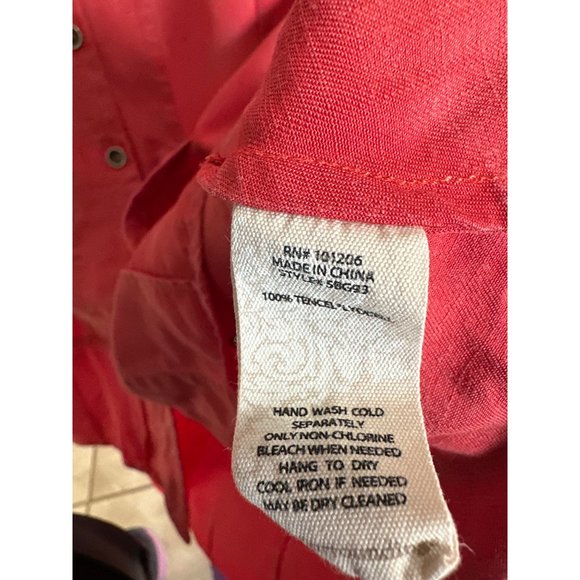 RN# 101206
MADE IN CHINA
STYLE# 58G93
100% TENCEL
HAND WASH COLD
SEPARATELY
ONLY NON-CHLORINE
BLEACH WHEN NEEDED
HANG TO DRY
COOL IRON IF NEEDED
MAY BE DRY CLEANED